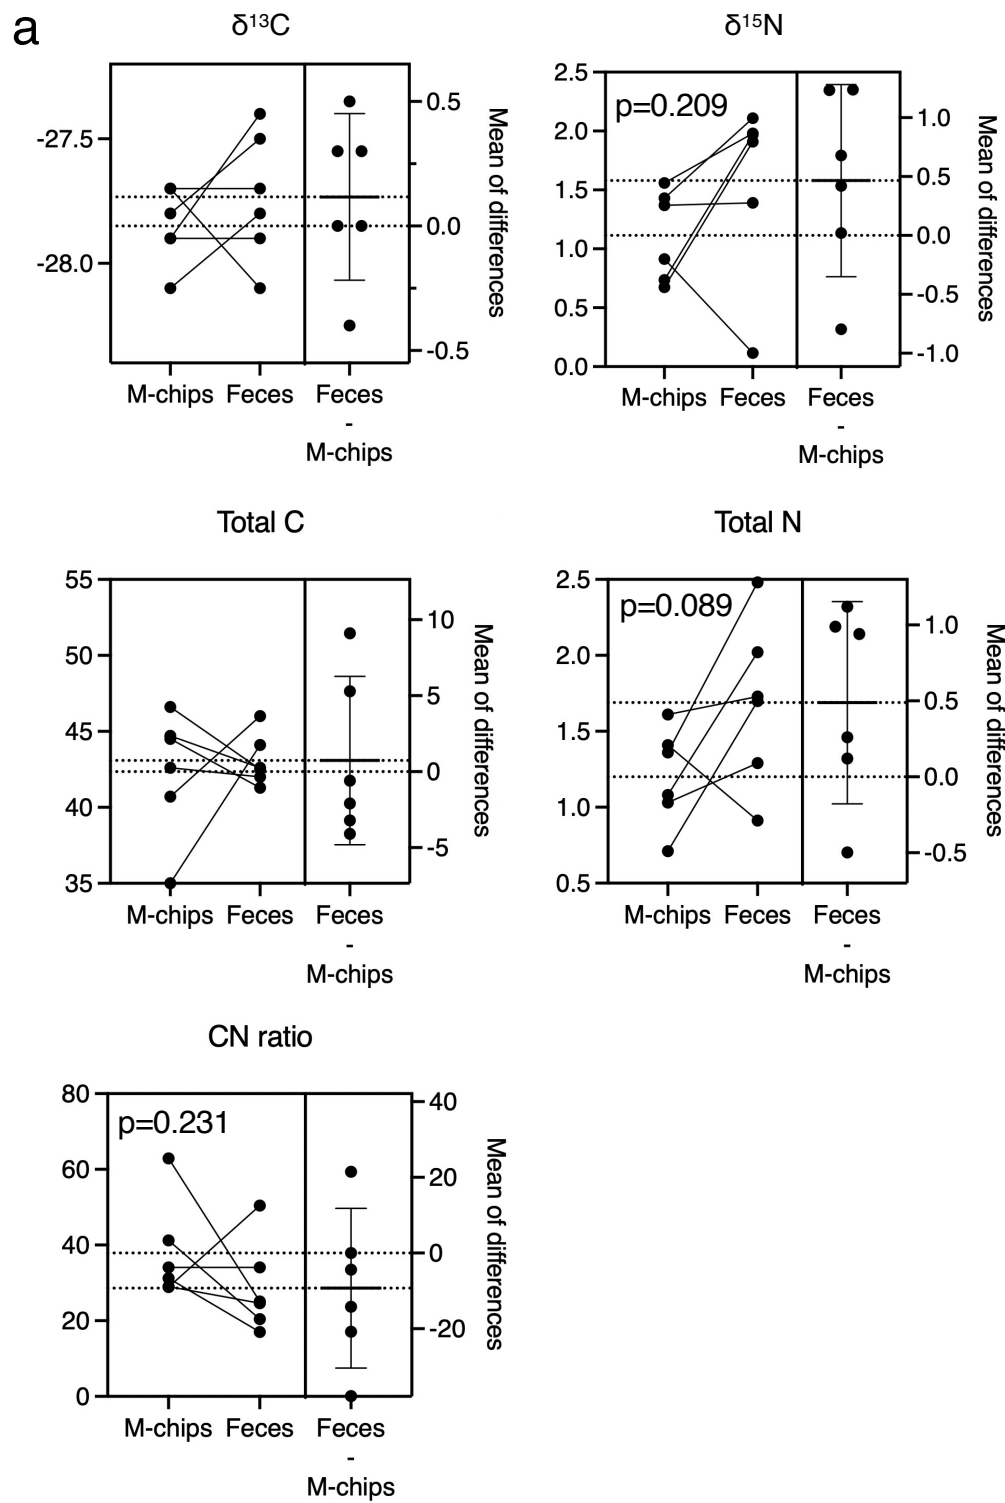 a
δ¹³C
-27.5
-28.0
0.5
0.0
-0.5
Mean of differences
M-chips
Feces
Feces
-
M-chips
δ¹⁵N
p=0.209
2.5
2.0
1.5
1.0
0.5
0.0
1.0
0.5
0.0
-0.5
-1.0
Mean of differences
M-chips
Feces
Feces
-
M-chips
Total C
55
50
45
40
35
10
5
0
-5
Mean of differences
M-chips
Feces
Feces
-
M-chips
Total N
p=0.089
2.5
2.0
1.5
1.0
0.5
1.0
0.5
0.0
-0.5
Mean of differences
M-chips
Feces
Feces
-
M-chips
CN ratio
p=0.231
80
60
40
20
0
40
20
0
-20
Mean of differences
M-chips
Feces
Feces
-
M-chips